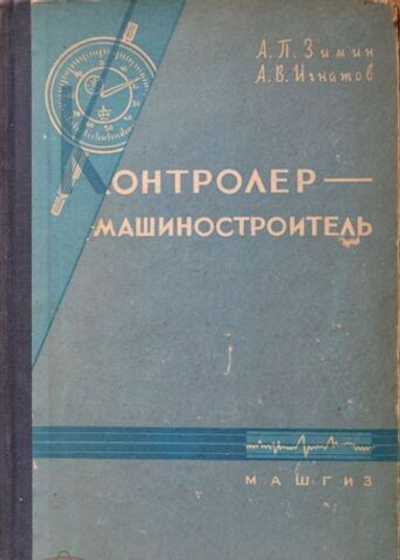 А. П. Зимин
А. В. Игнатов
КОНТРОЛЕР —
МАШИНОСТРОИТЕЛЬ
МАШГИЗ